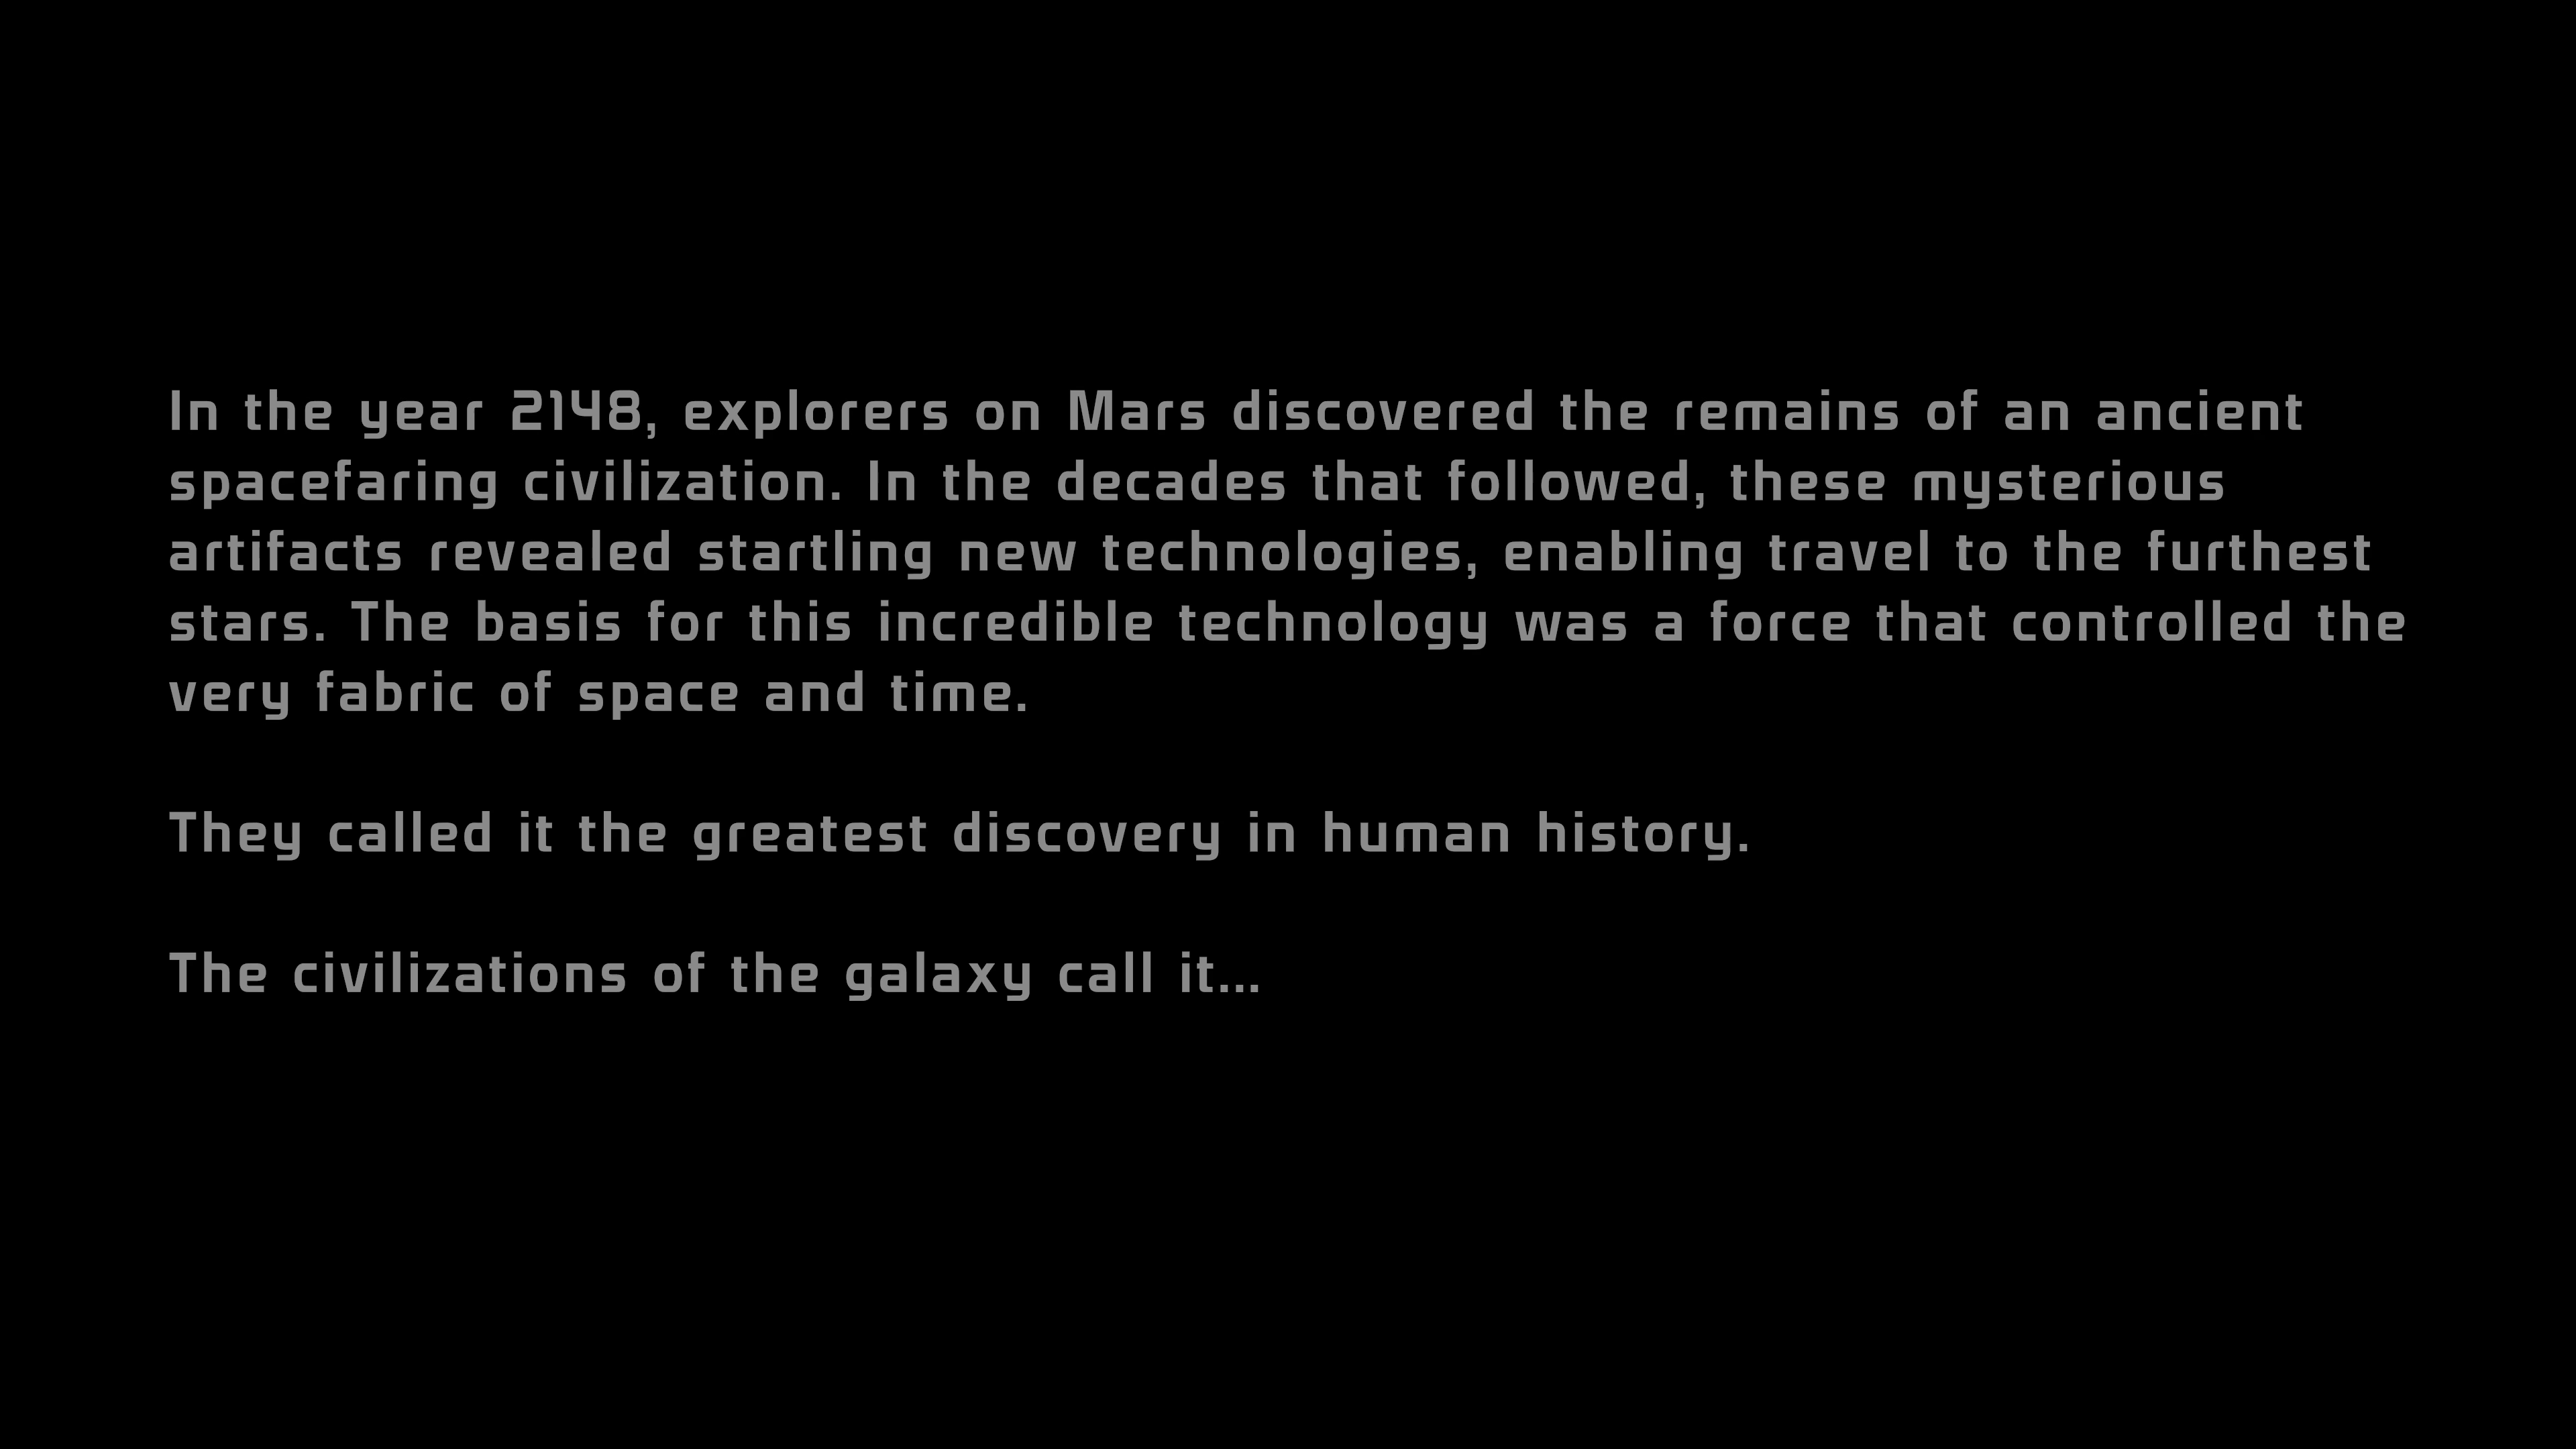 In the year 2148, explorers on Mars discovered the remains of an ancient
spacefaring civilization. In the decades that followed, these mysterious
artifacts revealed startling new technologies, enabling travel to the furthest
stars. The basis for this incredible technology was a force that controlled the
very fabric of space and time.
They called it the greatest discovery in human history.
The civilizations of the galaxy call it...